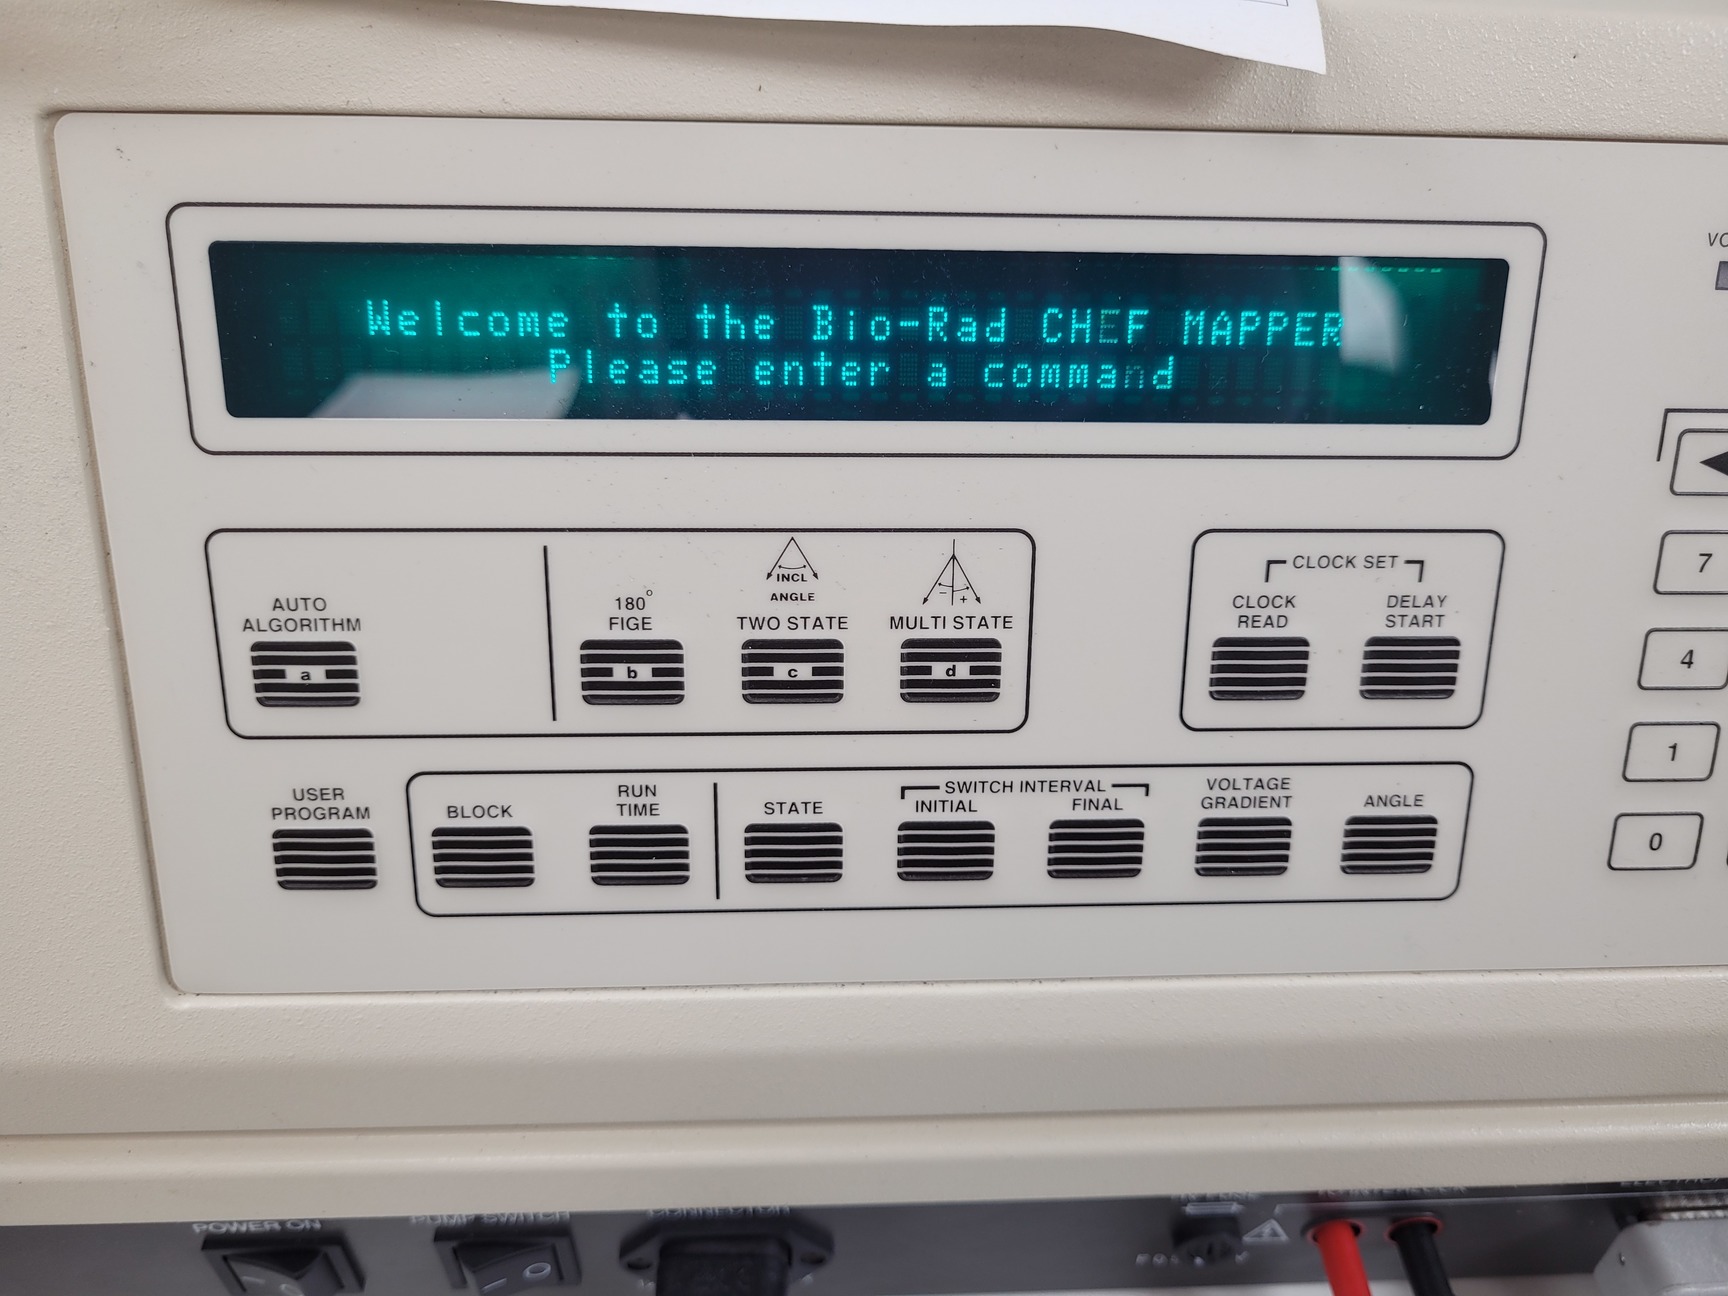 Welcome to the Bio-Rad CHEF MAPPER
Please enter a command
AUTO
ALGORITHM
a
180°
FIGE
b
INCL
ANGLE
TWO STATE
c
- +
MULTI STATE
d
CLOCK SET
CLOCK
READ
DELAY
START
USER
PROGRAM
BLOCK
RUN
TIME
STATE
SWITCH INTERVAL
INITIAL
FINAL
VOLTAGE
GRADIENT
ANGLE
7
4
1
0
POWER ON
PUMP SWITCH